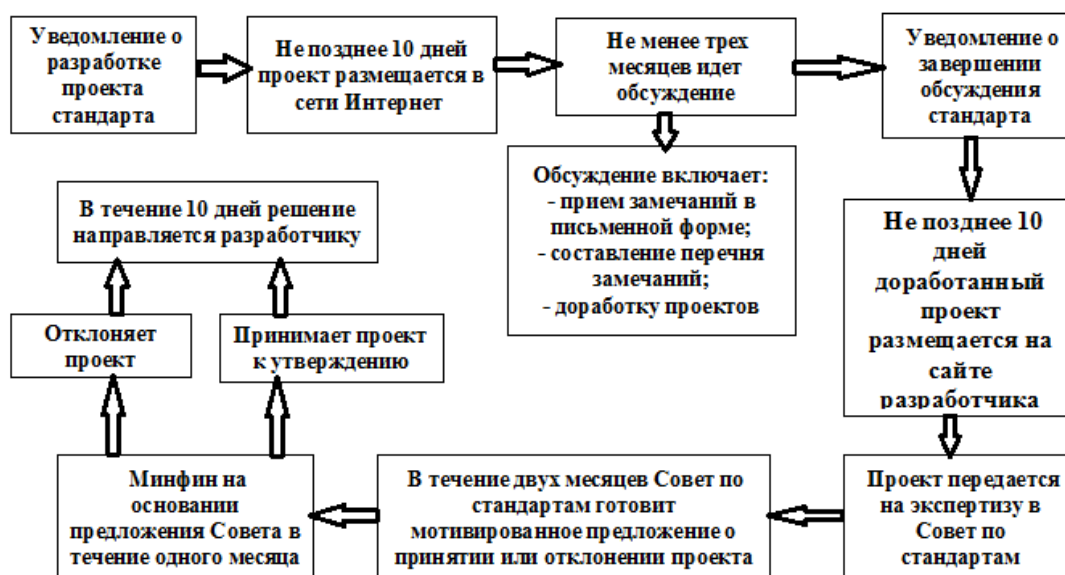 Уведомление о
разработке
проекта
стандарта
Не позднее 10 дней
проект размещается в
сети Интернет
Не менее трех
месяцев идет
обсуждение
Уведомление о
завершении
обсуждения
стандарта
Обсуждение включает:
- прием замечаний в
письменной форме;
- составление перечня
замечаний;
- доработку проектов
Не позднее 10
дней
доработанный
проект
размещается на
сайте
разработчика
Проект передается
на экспертизу в
Совет по
стандартам
В течение двух месяцев Совет по
стандартам готовит
мотивированное предложение о
принятии или отклонении проекта
Минфин на
основании
предложения Совета в
течение одного месяца
Отклоняет
проект
Принимает проект
к утверждению
В течение 10 дней решение
направляется разработчику